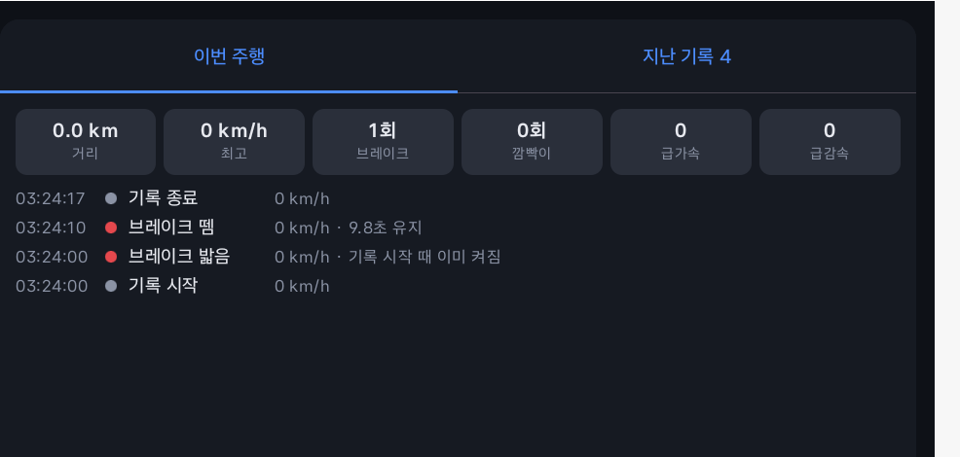 이번 주행
지난 기록 4
0.0 km
거리
0 km/h
최고
1회
브레이크
0회
깜빡이
0
급가속
0
급감속
03:24:17 기록 종료 0 km/h
03:24:10 브레이크 뗌 0 km/h · 9.8초 유지
03:24:00 브레이크 밟음 0 km/h · 기록 시작 때 이미 켜짐
03:24:00 기록 시작 0 km/h